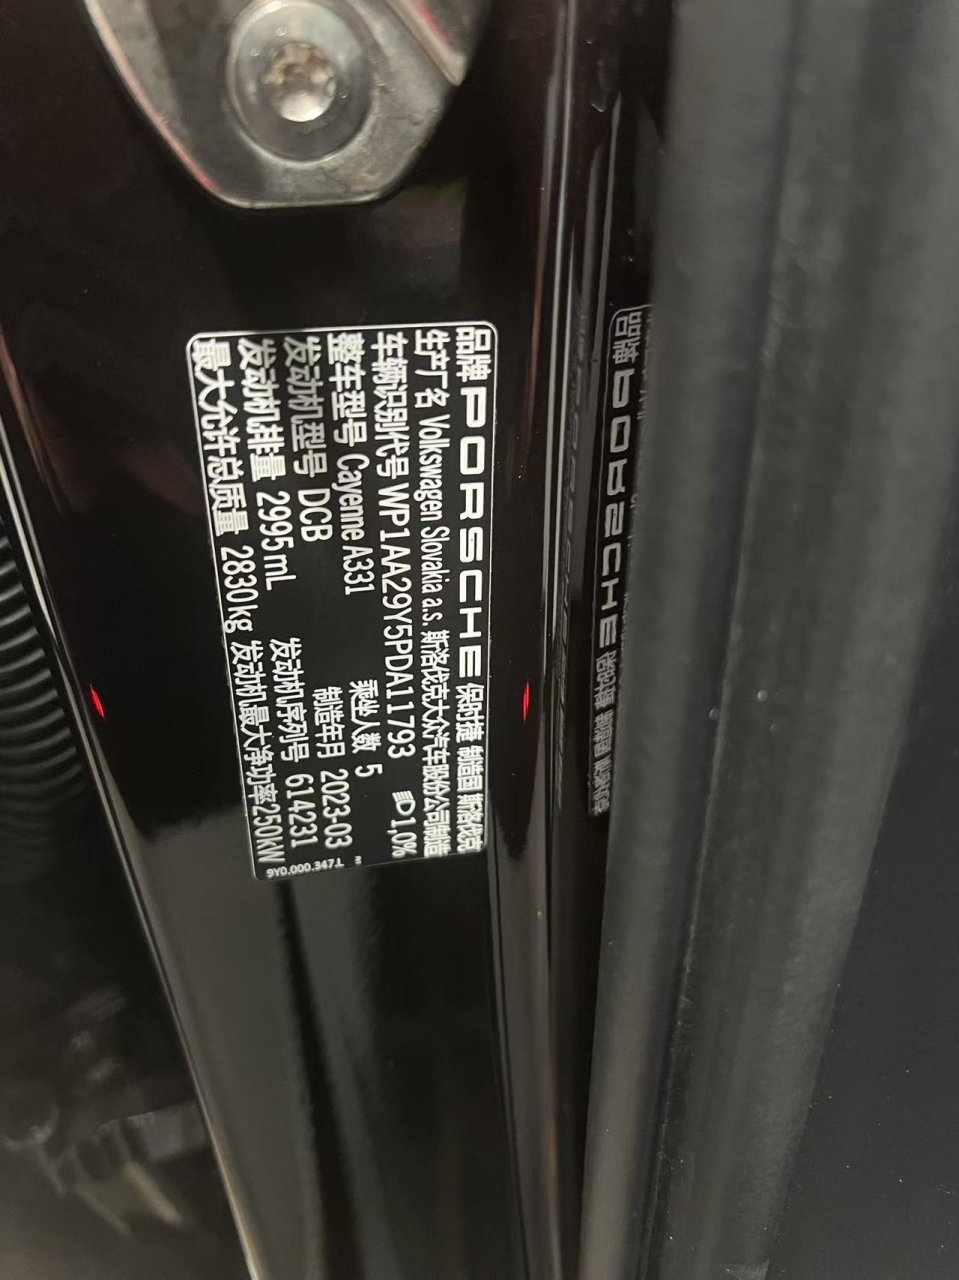 品牌 PORSCHE 保时捷 制造国 斯洛伐克
生产厂名 Volkswagen Slovakia a.s. 斯洛伐克大众汽车股份公司制造
车辆识别代号 WP1AA29Y5PDA11793 1,0%
整车型号 Cayenne A331 乘坐人数 5
发动机型号 DCB 制造年月 2023-03
发动机排量 2995mL 发动机序列号 614231
最大允许总质量 2830kg 发动机最大净功率250kW
9Y0.000.347.L